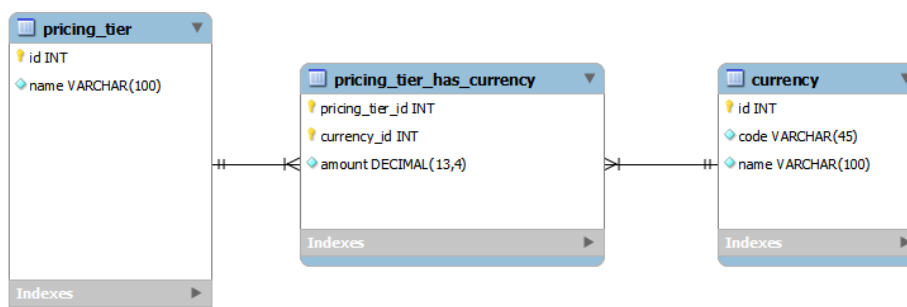 pricing_tier
id INT
name VARCHAR(100)
Indexes
pricing_tier_has_currency
pricing_tier_id INT
currency_id INT
amount DECIMAL(13,4)
Indexes
currency
id INT
code VARCHAR(45)
name VARCHAR(100)
Indexes